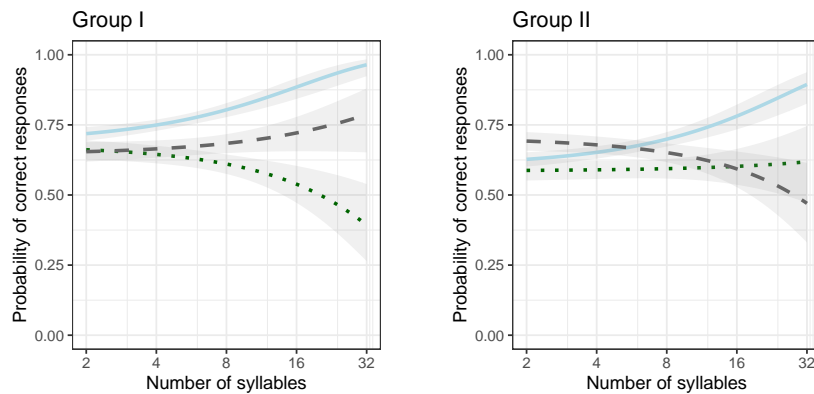 Group I
Probability of correct responses
1.00
0.75
0.50
0.25
0.00
2 4 8 16 32
Number of syllables
Group II
Probability of correct responses
1.00
0.75
0.50
0.25
0.00
2 4 8 16 32
Number of syllables